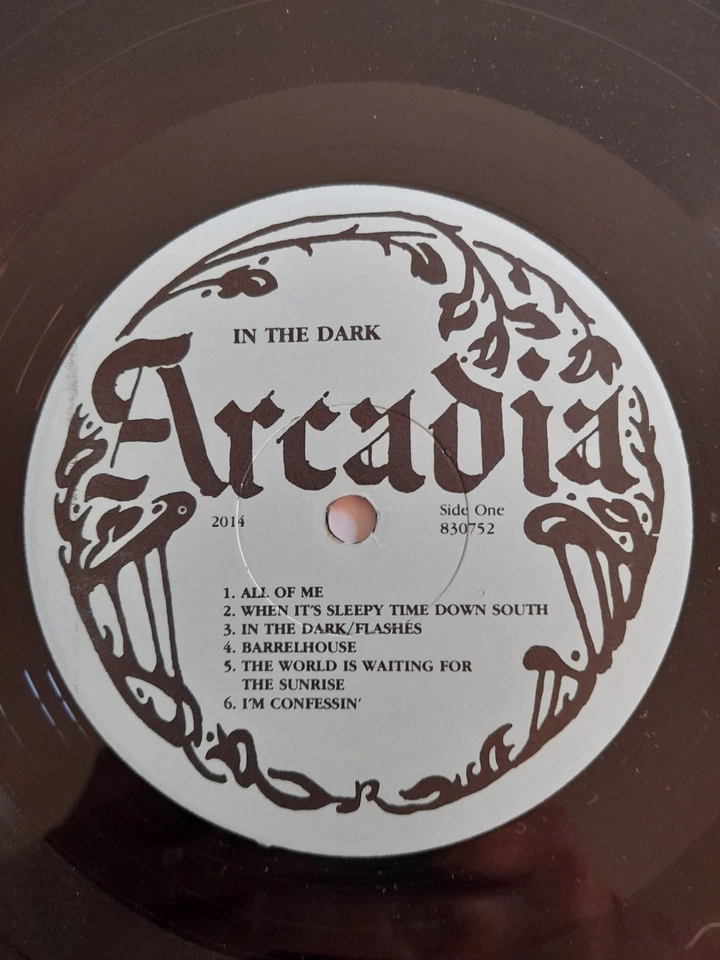 IN THE DARK
Arcadia
2014
Side One
830752
1. ALL OF ME
2. WHEN IT'S SLEEPY TIME DOWN SOUTH
3. IN THE DARK/FLASHES
4. BARRELHOUSE
5. THE WORLD IS WAITING FOR
THE SUNRISE
6. I'M CONFESSIN'